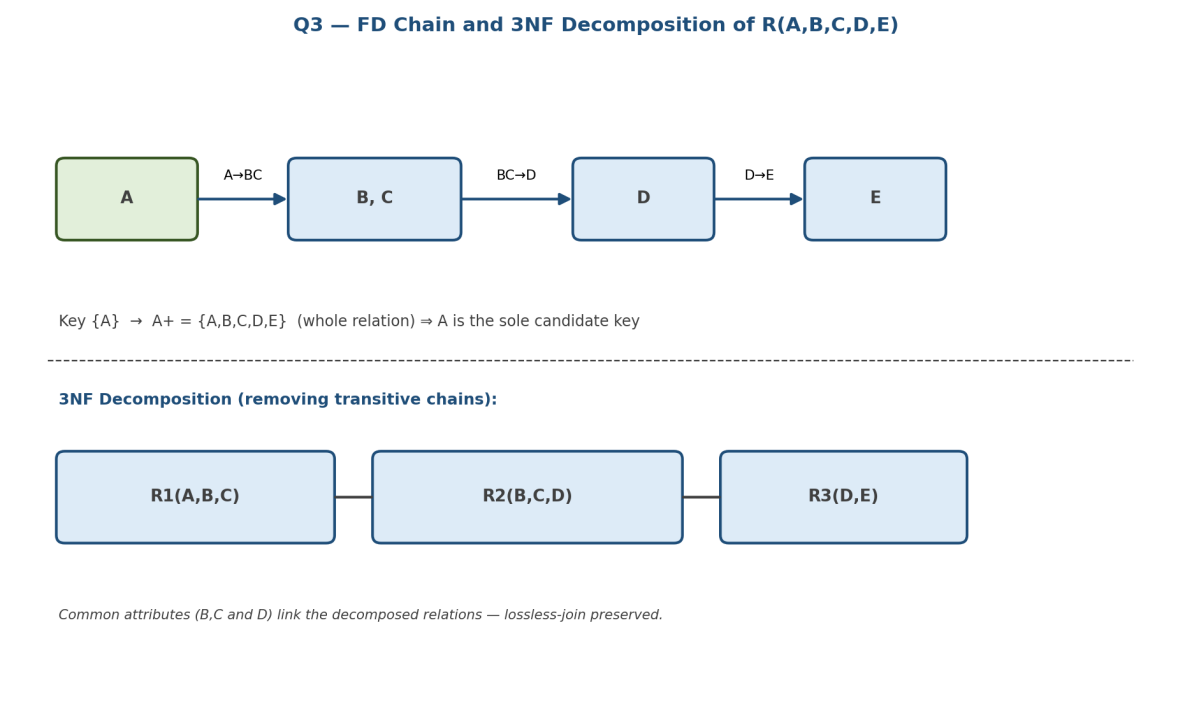 Q3 — FD Chain and 3NF Decomposition of R(A,B,C,D,E)
A→BC
BC→D
D→E
A
B, C
D
E
Key {A}  →  A+ = {A,B,C,D,E}  (whole relation) ⇒ A is the sole candidate key
3NF Decomposition (removing transitive chains):
R1(A,B,C)
R2(B,C,D)
R3(D,E)
Common attributes (B,C and D) link the decomposed relations — lossless-join preserved.